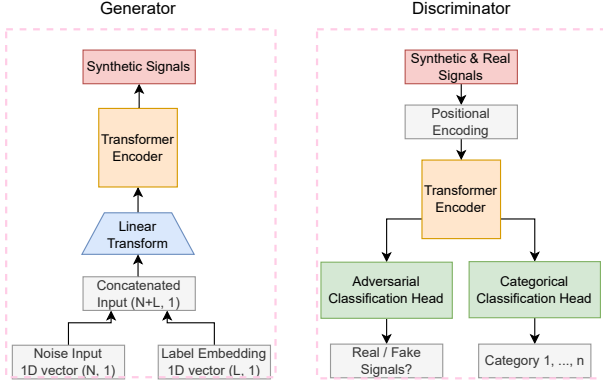 Generator
Synthetic Signals
Transformer
Encoder
Linear
Transform
Concatenated
Input (N+L, 1)
Noise Input
1D vector (N, 1)
Label Embedding
1D vector (L, 1)
Discriminator
Synthetic & Real
Signals
Positional
Encoding
Transformer
Encoder
Adversarial
Classification Head
Categorical
Classification Head
Real / Fake
Signals?
Category 1, ..., n